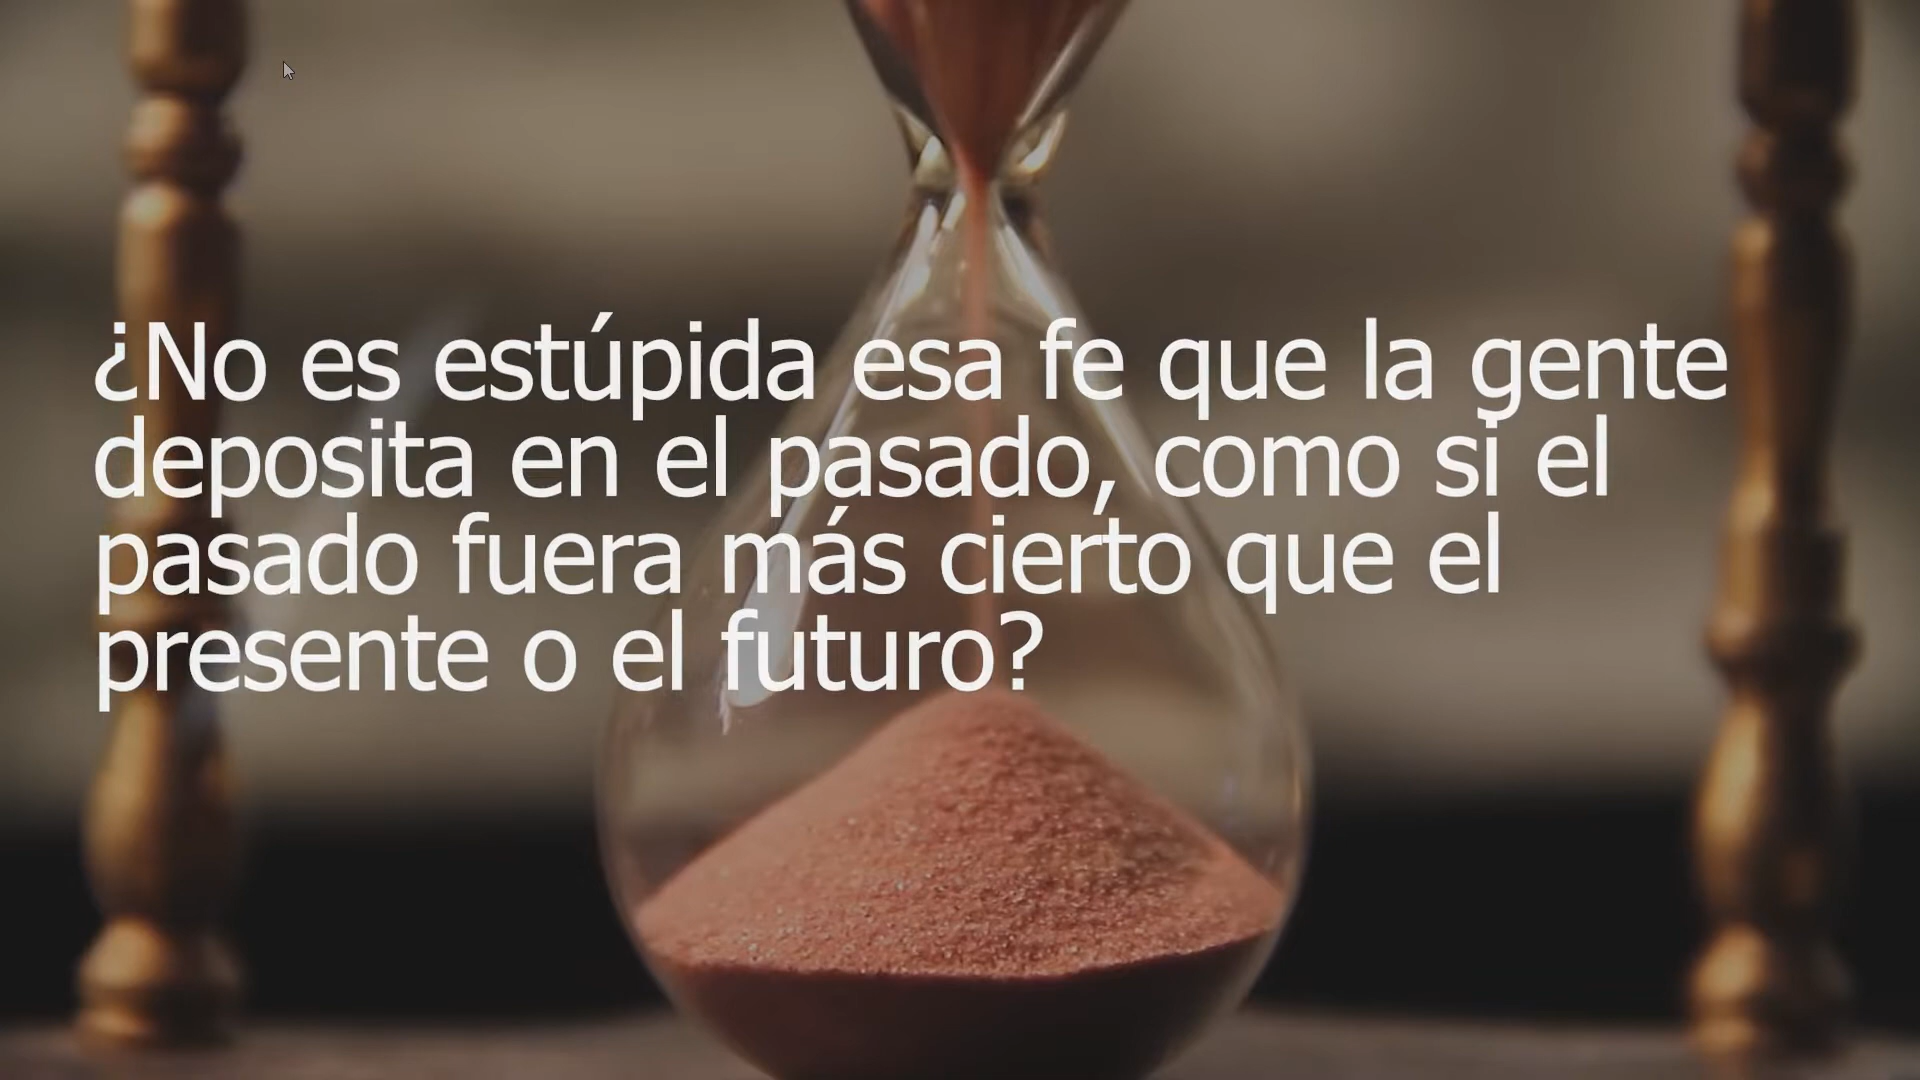 ¿No es estúpida esa fe que la gente
deposita en el pasado, como si el
pasado fuera más cierto que el
presente o el futuro?